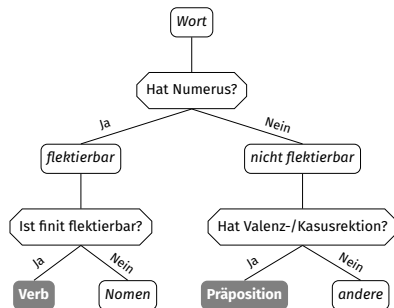 Wort
Hat Numerus?
Ja
Nein
flektierbar
nicht flektierbar
Ist finit flektierbar?
Hat Valenz-/Kasusrektion?
Ja
Nein
Ja
Nein
Verb
Nomen
Präposition
andere